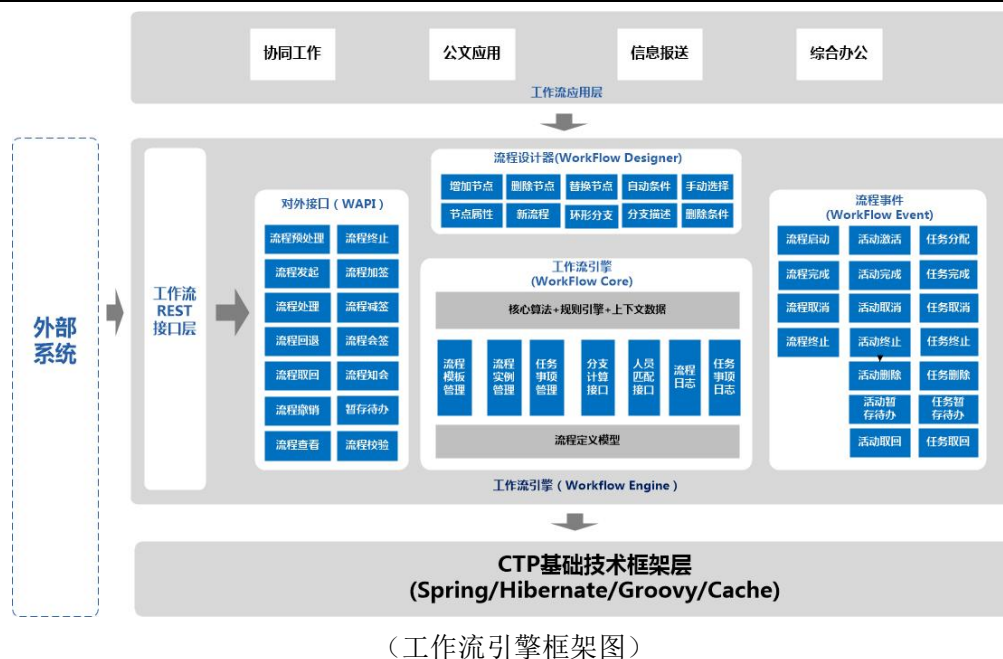 协同工作
公文应用
信息报送
综合办公
工作流应用层
外部
系统
工作流
REST
接口层
对外接口（WAPI）
流程预处理
流程终止
流程发起
流程加签
流程处理
流程减签
流程回退
流程会签
流程取回
流程知会
流程撤销
暂存待办
流程查看
流程校验
流程设计器(WorkFlow Designer)
增加节点
删除节点
替换节点
自动条件
手动选择
节点属性
新流程
环形分支
分支描述
删除条件
工作流引擎
(WorkFlow Core)
核心算法+规则引擎+上下文数据
流程
模板
管理
流程
实例
管理
任务
事项
管理
分支
计算
接口
人员
匹配
接口
流程
日志
任务
事项
日志
流程定义模型
流程事件
(WorkFlow Event)
流程启动
活动激活
任务分配
流程完成
活动完成
任务完成
流程取消
活动取消
任务取消
流程终止
活动终止
任务终止
活动删除
任务删除
活动暂
存待办
任务暂
存待办
活动取回
任务取回
工作流引擎（Workflow Engine）
CTP基础技术框架层
(Spring/Hibernate/Groovy/Cache)
（工作流引擎框架图）